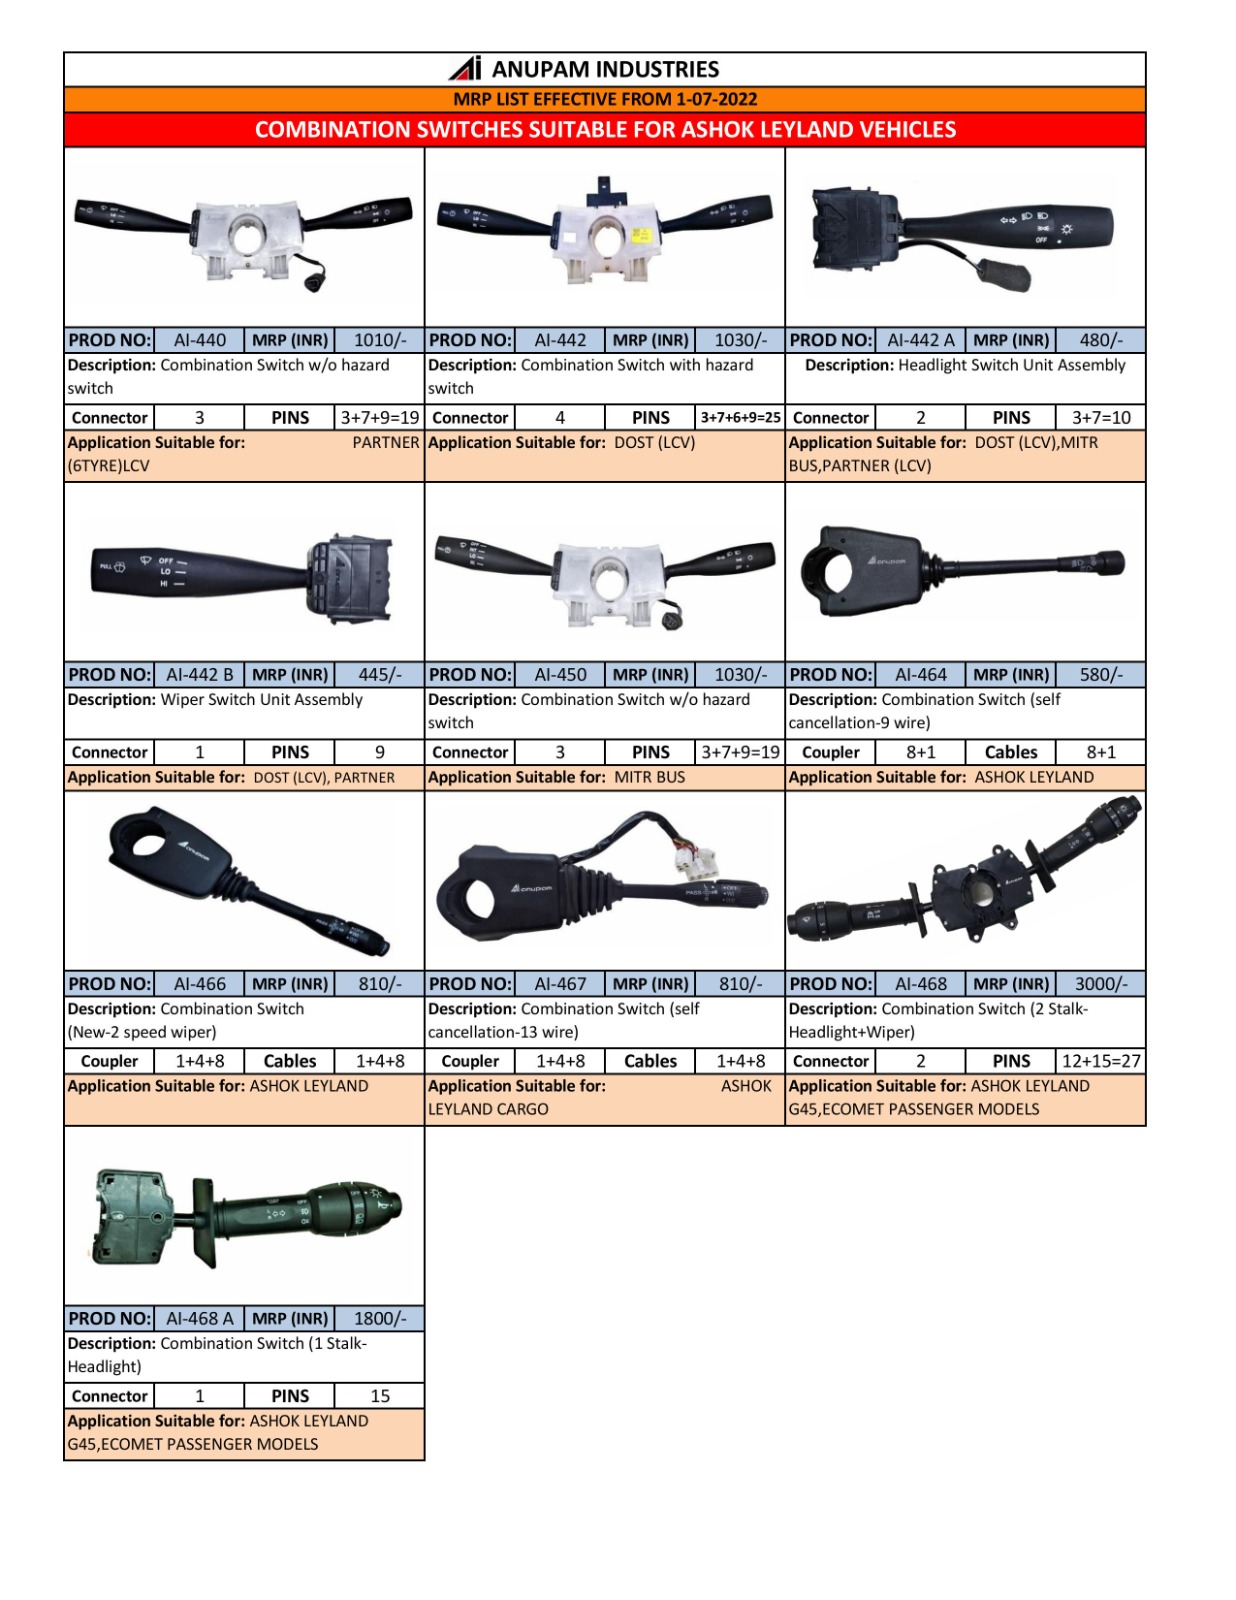 ANUPAM INDUSTRIES
MRP LIST EFFECTIVE FROM 1-07-2022
COMBINATION SWITCHES SUITABLE FOR ASHOK LEYLAND VEHICLES
PROD NO: AI-440 MRP (INR) 1010/-
Description: Combination Switch w/o hazard
switch
Connector 3 PINS 3+7+9=19
Application Suitable for: PARTNER
(6TYRE)LCV
PROD NO: AI-442 MRP (INR) 1030/-
Description: Combination Switch with hazard
switch
Connector 4 PINS 3+7+6+9=25
Application Suitable for: DOST (LCV)
OFF
PROD NO: AI-442 A MRP (INR) 480/-
Description: Headlight Switch Unit Assembly
Connector 2 PINS 3+7=10
Application Suitable for: DOST (LCV),MITR
BUS,PARTNER (LCV)
PULL OFF
LO
HI
PROD NO: AI-442 B MRP (INR) 445/-
Description: Wiper Switch Unit Assembly
Connector 1 PINS 9
Application Suitable for: DOST (LCV), PARTNER
PROD NO: AI-450 MRP (INR) 1030/-
Description: Combination Switch w/o hazard
switch
Connector 3 PINS 3+7+9=19
Application Suitable for: MITR BUS
anupam
PROD NO: AI-464 MRP (INR) 580/-
Description: Combination Switch (self
cancellation-9 wire)
Coupler 8+1 Cables 8+1
Application Suitable for: ASHOK LEYLAND
anupam
PROD NO: AI-466 MRP (INR) 810/-
Description: Combination Switch
(New-2 speed wiper)
Coupler 1+4+8 Cables 1+4+8
Application Suitable for: ASHOK LEYLAND
anupam
PASS
PROD NO: AI-467 MRP (INR) 810/-
Description: Combination Switch (self
cancellation-13 wire)
Coupler 1+4+8 Cables 1+4+8
Application Suitable for: ASHOK
LEYLAND CARGO
PROD NO: AI-468 MRP (INR) 3000/-
Description: Combination Switch (2 Stalk-
Headlight+Wiper)
Connector 2 PINS 12+15=27
Application Suitable for: ASHOK LEYLAND
G45,ECOMET PASSENGER MODELS
PROD NO: AI-468 A MRP (INR) 1800/-
Description: Combination Switch (1 Stalk-
Headlight)
Connector 1 PINS 15
Application Suitable for: ASHOK LEYLAND
G45,ECOMET PASSENGER MODELS